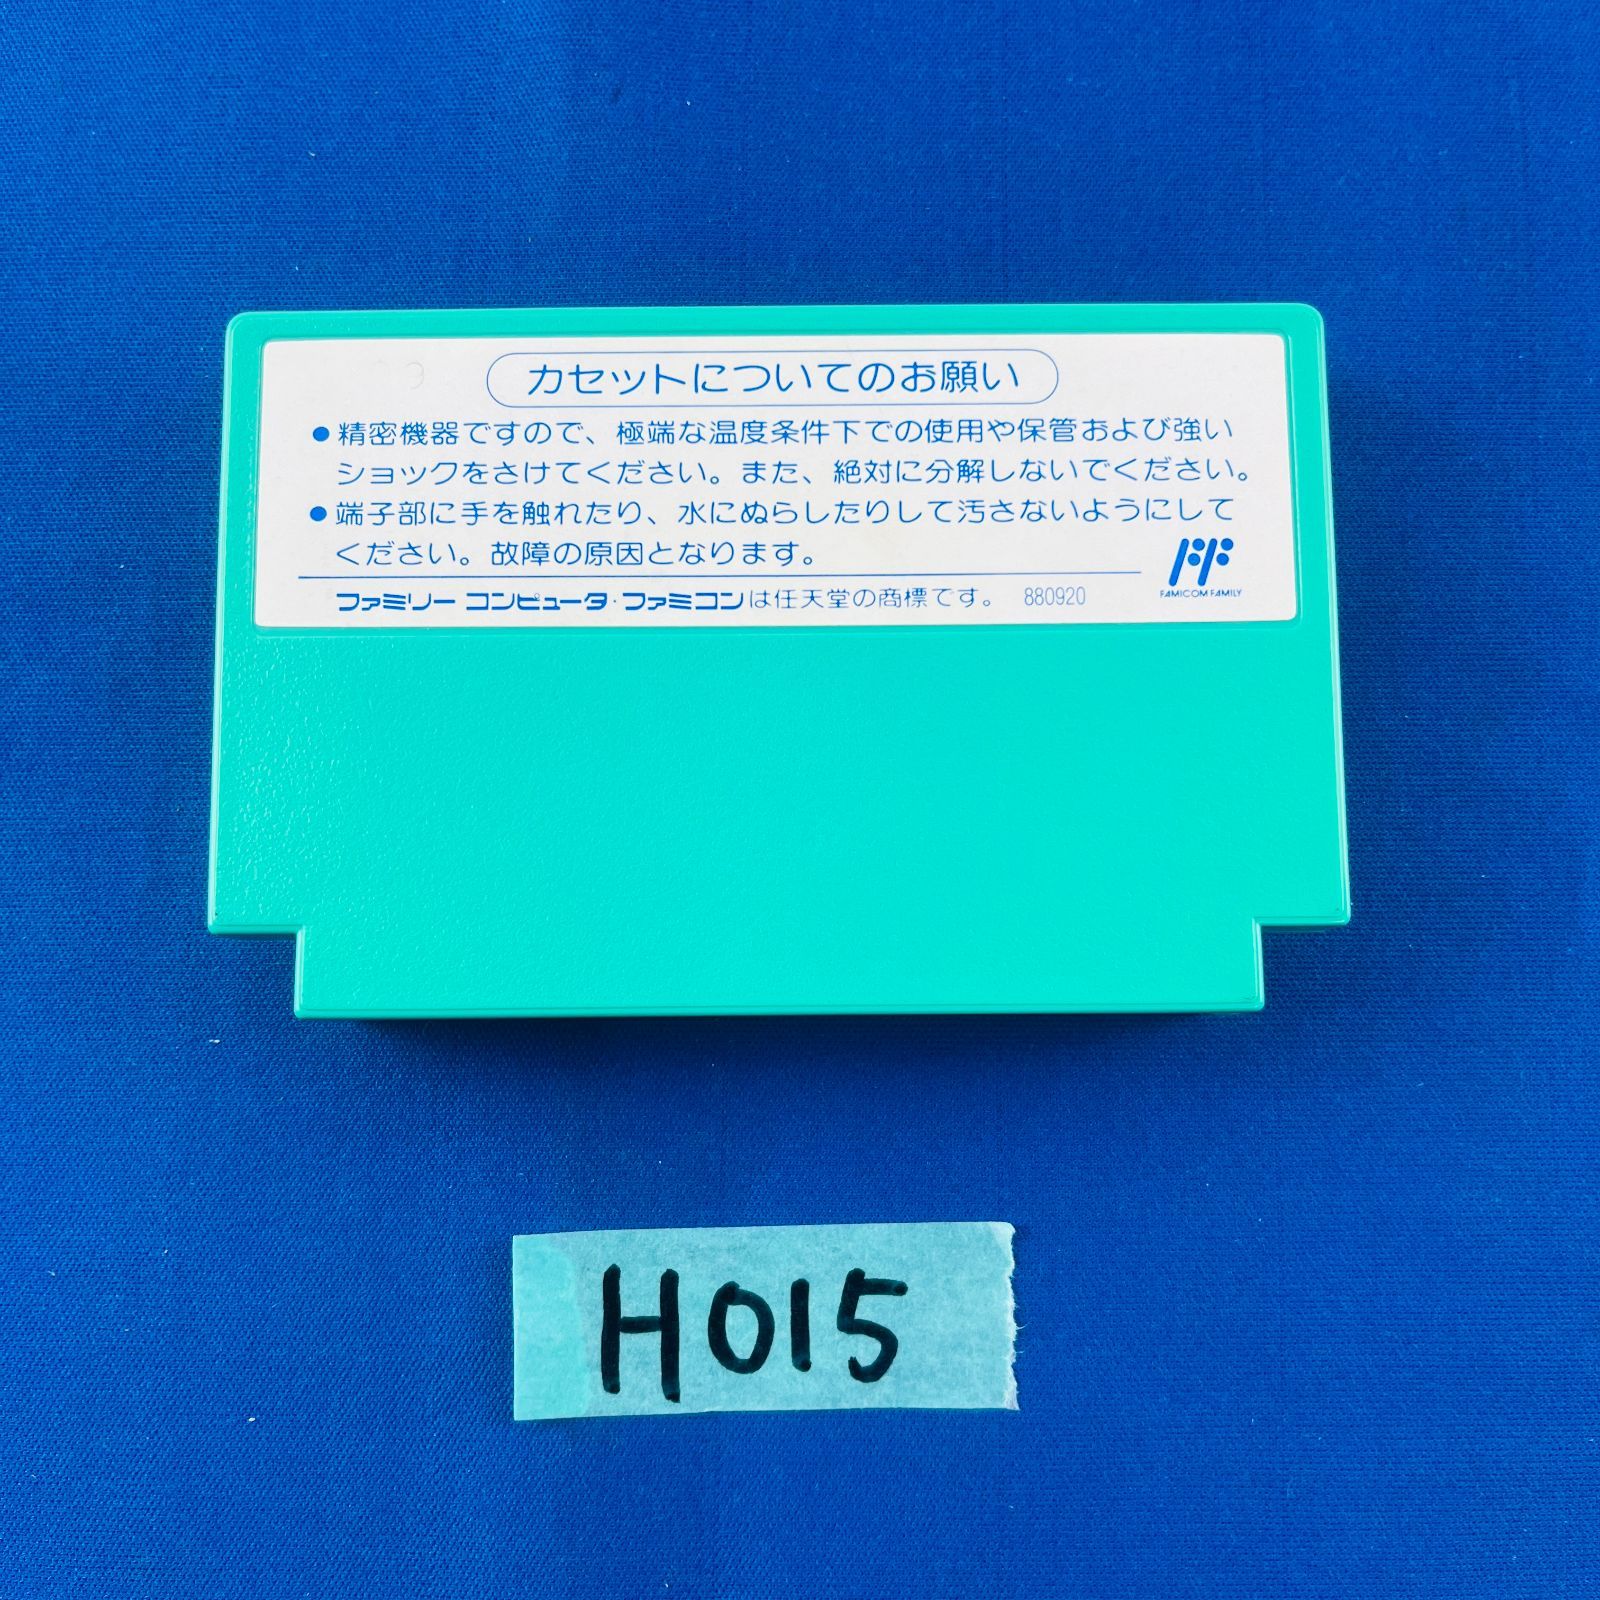 カセットについてのお願い
●精密機器ですので、極端な温度条件下での使用や保管および強い
ショックをさけてください。また、絶対に分解しないでください。
●端子部に手を触れたり、水にぬらしたりして汚さないようにして
ください。故障の原因となります。
FAMICOM FAMILY
ファミリー コンピュータ・ファミコンは任天堂の商標です。 880920
H015